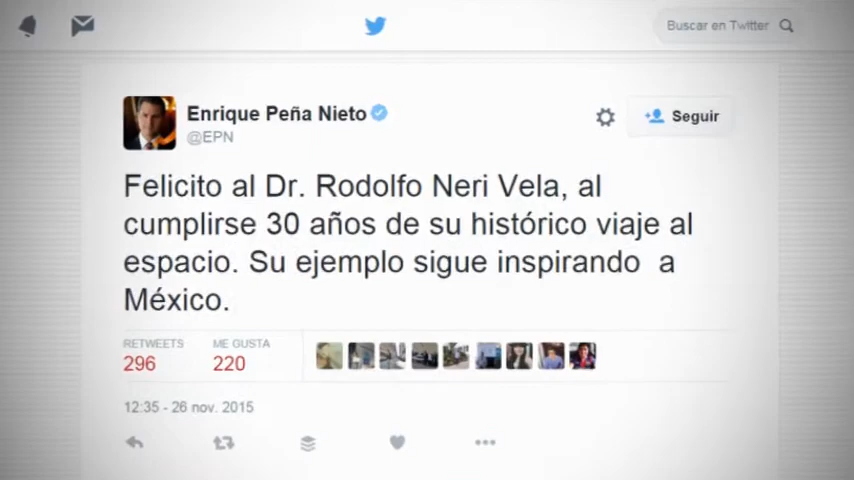 Buscar en Twitter
Enrique Peña Nieto
@EPN
Seguir
Felicito al Dr. Rodolfo Neri Vela, al
cumplirse 30 años de su histórico viaje al
espacio. Su ejemplo sigue inspirando a
México.
RETWEETS ME GUSTA
296 220
12:35 - 26 nov. 2015